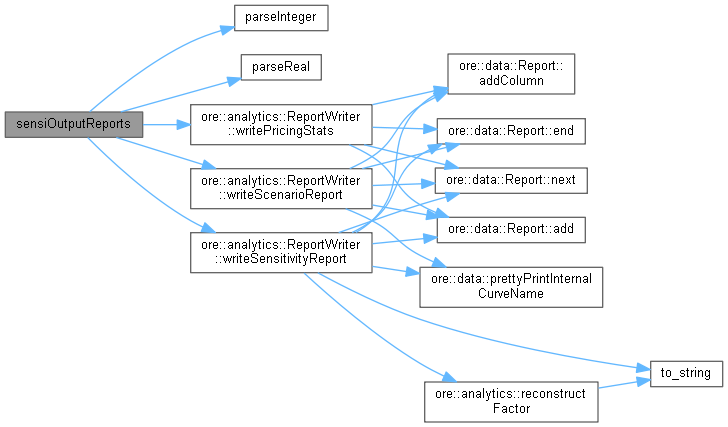 parseInteger
parseReal
sensiOutputReports
ore::analytics::ReportWriter
::writePricingStats
ore::analytics::ReportWriter
::writeScenarioReport
ore::analytics::ReportWriter
::writeSensitivityReport
ore::data::Report::
addColumn
ore::data::Report::end
ore::data::Report::next
ore::data::Report::add
ore::data::prettyPrintInternal
CurveName
to_string
ore::analytics::reconstruct
Factor